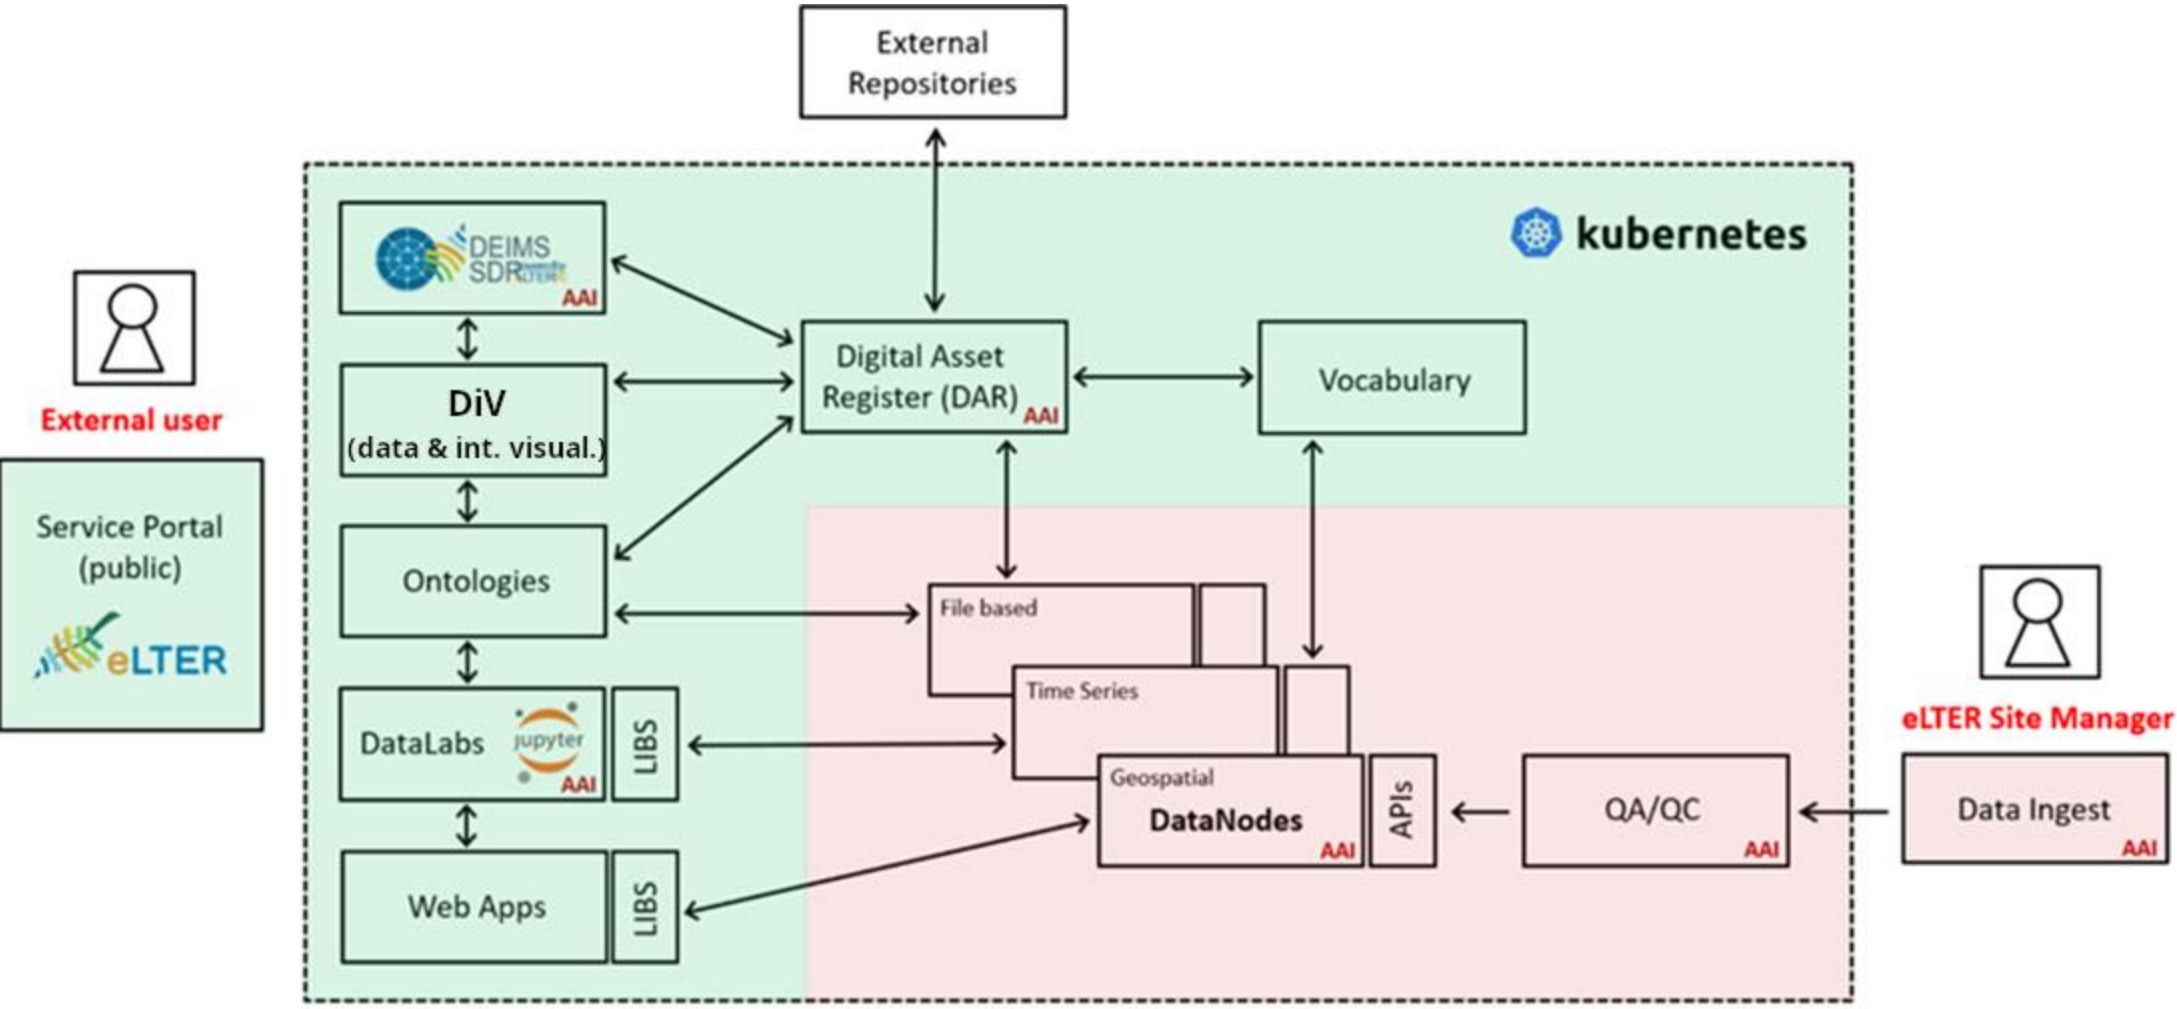 External
Repositories
kubernetes
DEIMS
SDR
AAI
External user
Service Portal
(public)
eLTER
DiV
(data & int. visual.)
Digital Asset
Register (DAR)
AAI
Vocabulary
Ontologies
DataLabs
jupyter
AAI
LIBS
Web Apps
LIBS
File based
Time Series
Geospatial
DataNodes
AAI
APIs
QA/QC
AAI
eLTER Site Manager
Data Ingest
AAI